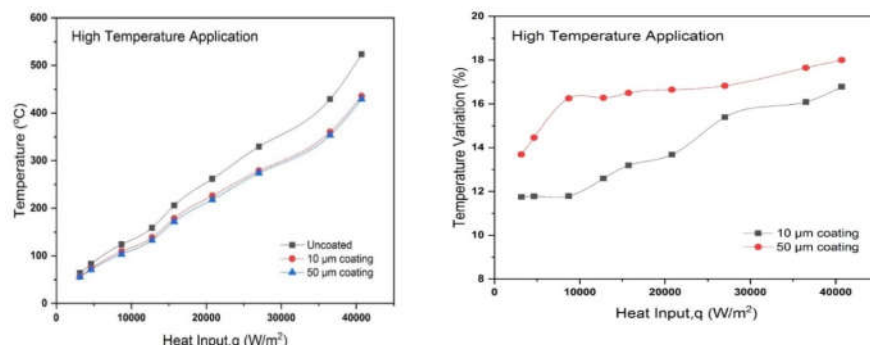 High Temperature Application
600
500
400
300
200
100
0
Temperature (ºC)
0
10000
20000
30000
40000
Heat Input,q (W/m²)
Uncoated
10 µm coating
50 µm coating
High Temperature Application
20
18
16
14
12
10
8
Temperature Variation (%)
0
10000
20000
30000
40000
Heat Input,q (W/m²)
10 µm coating
50 µm coating